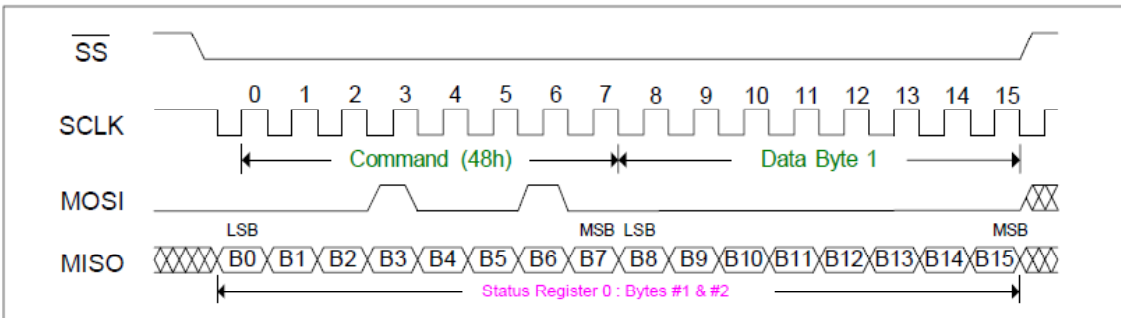 SS
0 1 2 3 4 5 6 7 8 9 10 11 12 13 14 15
SCLK
Command (48h) Data Byte 1
MOSI
LSB MSB LSB MSB
MISO B0 B1 B2 B3 B4 B5 B6 B7 B8 B9 B10 B11 B12 B13 B14 B15
Status Register 0 : Bytes #1 & #2